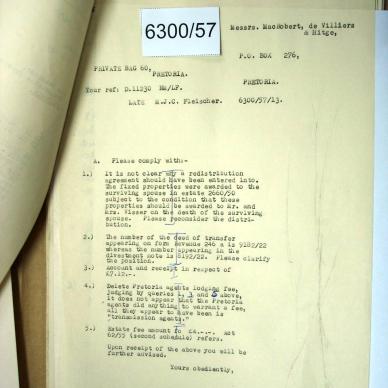 6300/57
Messrs. MacRobert, de Villiers
& Hitge,
P.O. BOX 276,
PRIVATE BAG 60,
PRETORIA.
PRETORIA.
Your ref: D.11230 HS/LF.
LATE M.J.C. Fleischer. 6300/57/13.
A. Please comply with:-
1.) It is not clear why a redistribution
agreement should have been entered into.
The fixed properties were awarded to the
surviving spouse in estate 2660/50
subject to the condition that these
properties should be awarded to Mr. and
Mrs. Visser on the death of the surviving
spouse. Please reconsider the distri-
bution.
2.) The number of the deed of transfer
appearing on form Revenue 246 a is 9182/22
whereas the number appearing in the
divestment note is 8192/22. Please clarify
the position.
3.) Account and receipt in respect of
£7.12.-.
4.) Delete Pretoria agents lodging fee,
judging by queries 1, 3 and 5 above,
it does not appear that the Pretoria
agents did anything to warrant a fee,
all they appear to have been is
"transmission agents."
5.) Estate fee amount to Act
62/55 (second schedule) refers.
Upon receipt of the above you will be
further advised.
Yours obediently,